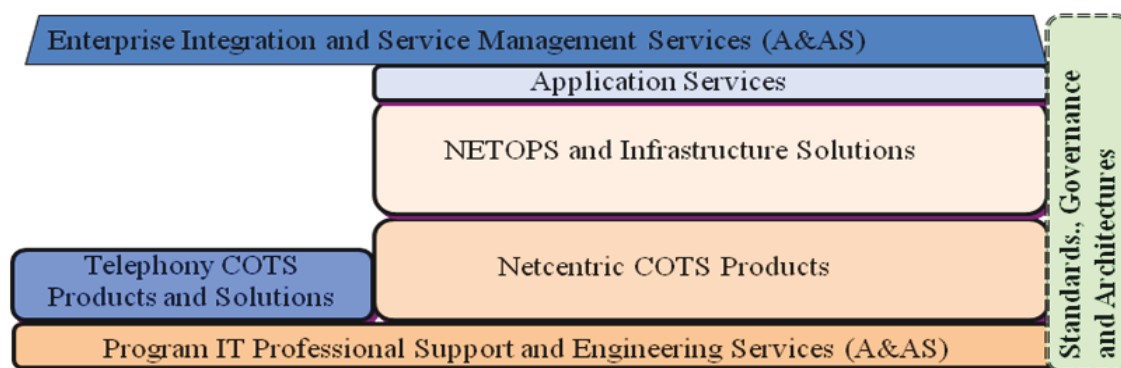 Enterprise Integration and Service Management Services (A&AS)
Application Services
NETOPS and Infrastructure Solutions
Telephony COTS
Products and Solutions
Netcentric COTS Products
Program IT Professional Support and Engineering Services (A&AS)
Standards., Governance
and Architectures